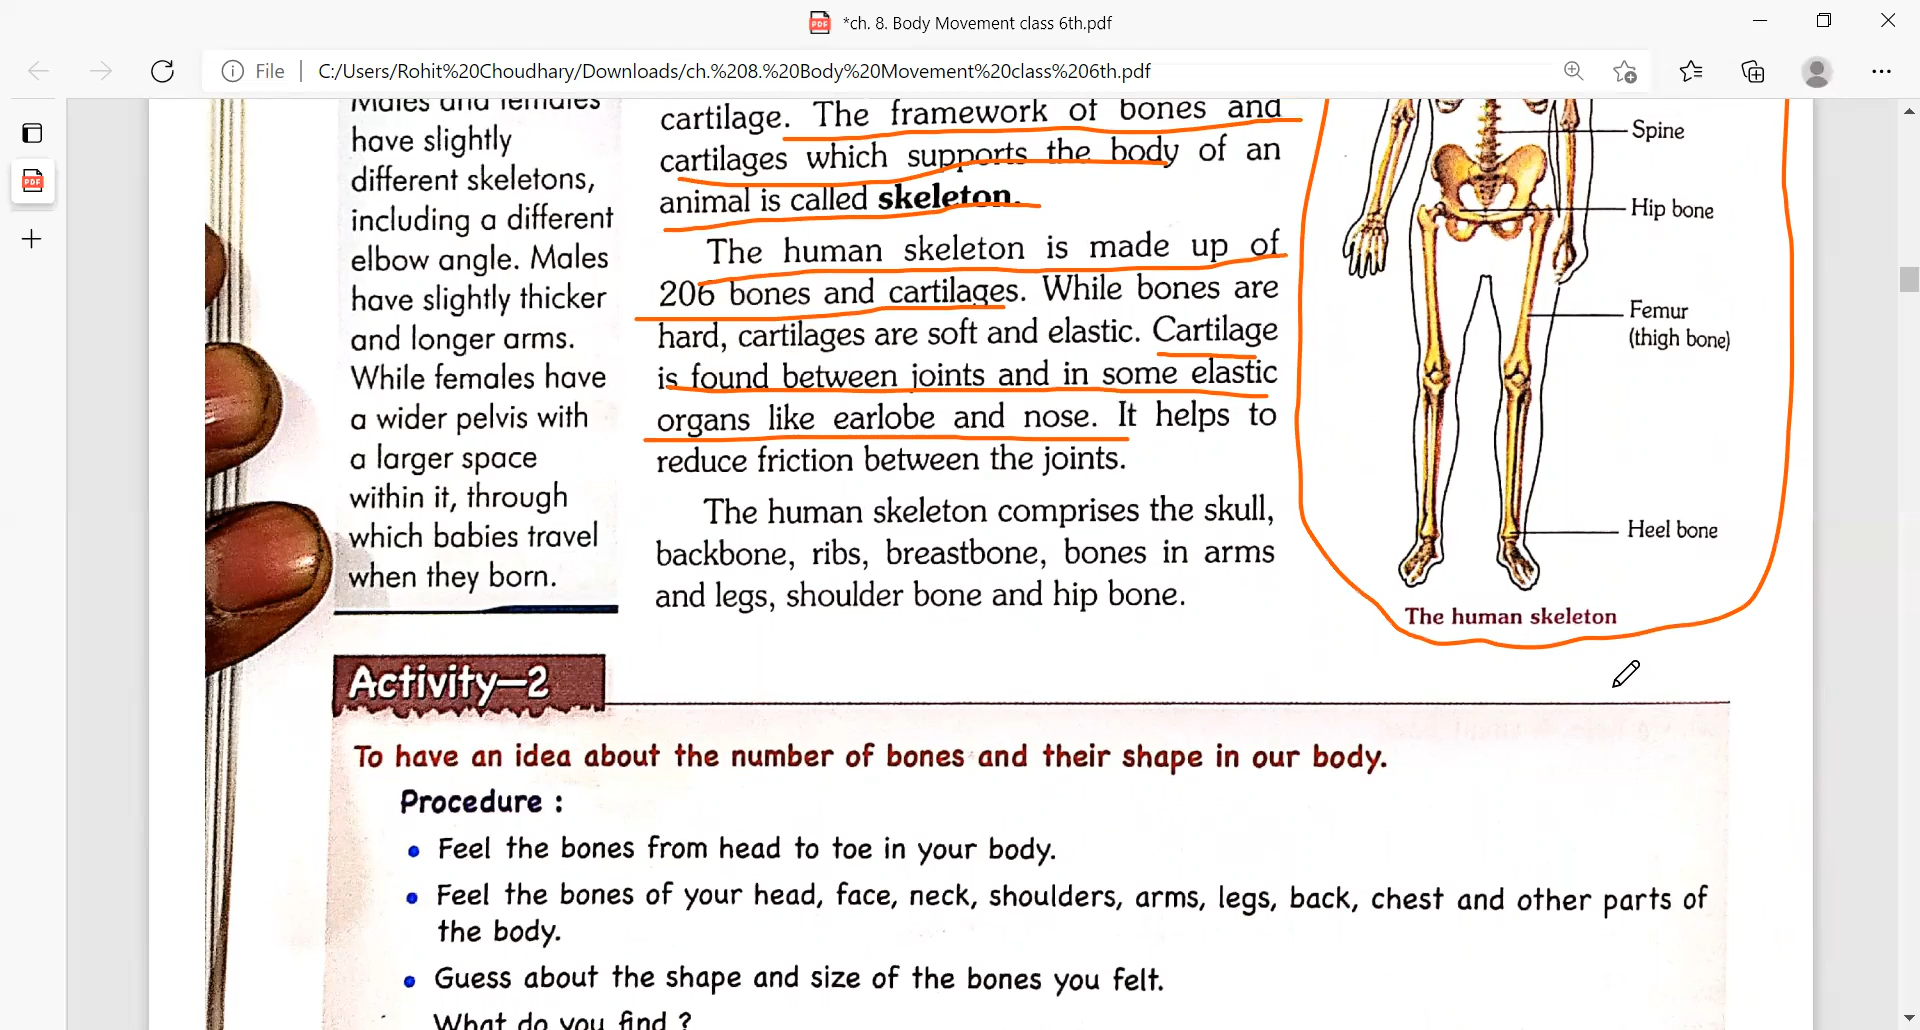 *ch. 8. Body Movement class 6th.pdf
File
C:/Users/Rohit%20Choudhary/Downloads/ch.%208.%20Body%20Movement%20class%206th.pdf
Males and females
have slightly
different skeletons,
including a different
elbow angle. Males
have slightly thicker
and longer arms.
While females have
a wider pelvis with
a larger space
within it, through
which babies travel
when they born.
cartilage. The framework of bones and
cartilages which supports the body of an
animal is called skeleton.
The human skeleton is made up of
206 bones and cartilages. While bones are
hard, cartilages are soft and elastic. Cartilage
is found between joints and in some elastic
organs like earlobe and nose. It helps to
reduce friction between the joints.
The human skeleton comprises the skull,
backbone, ribs, breastbone, bones in arms
and legs, shoulder bone and hip bone.
Spine
Hip bone
Femur
(thigh bone)
Heel bone
The human skeleton
Activity–2
To have an idea about the number of bones and their shape in our body.
Procedure :
• Feel the bones from head to toe in your body.
• Feel the bones of your head, face, neck, shoulders, arms, legs, back, chest and other parts of
the body.
• Guess about the shape and size of the bones you felt.
What do you find ?